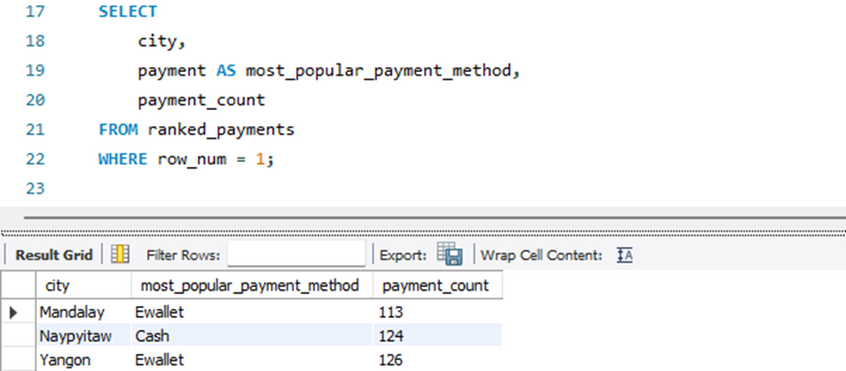 17 SELECT
18 city,
19 payment AS most_popular_payment_method,
20 payment_count
21 FROM ranked_payments
22 WHERE row_num = 1;
23
Result Grid Filter Rows: Export: Wrap Cell Content:
city most_popular_payment_method payment_count
Mandalay Ewallet 113
Naypyitaw Cash 124
Yangon Ewallet 126